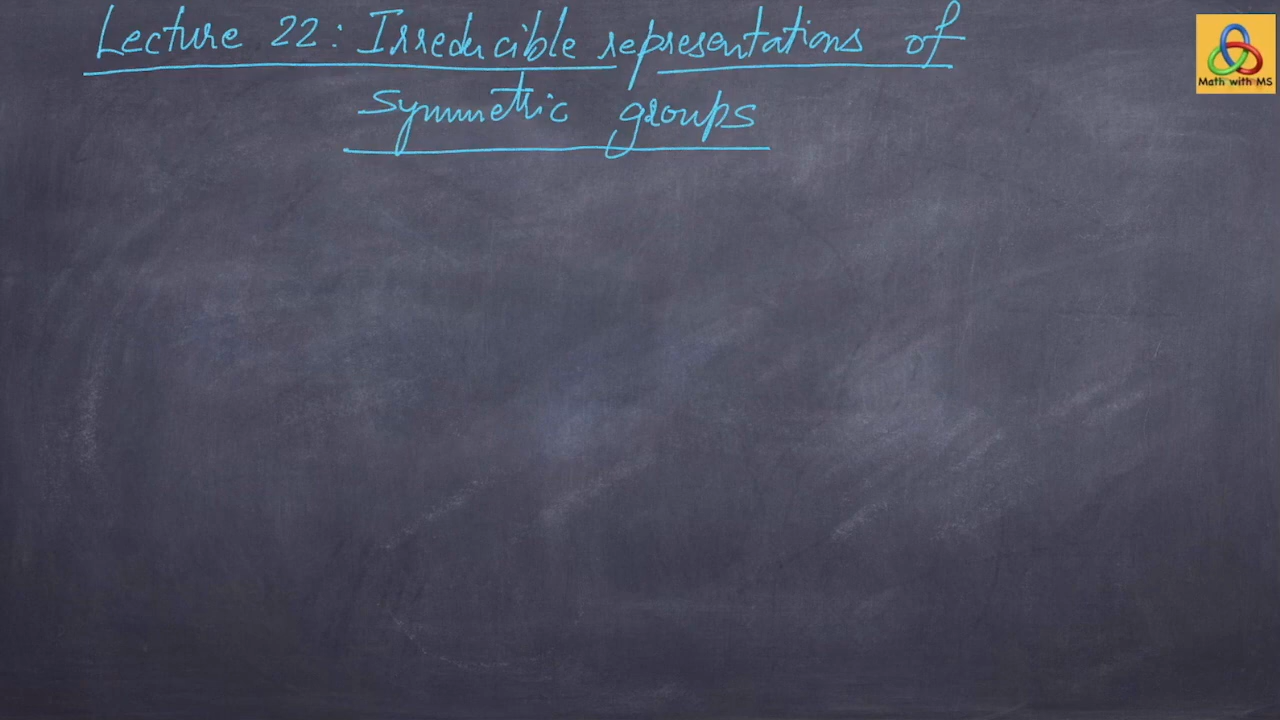 Lecture 22: Irreducible representations of
symmetric groups
Math with MS